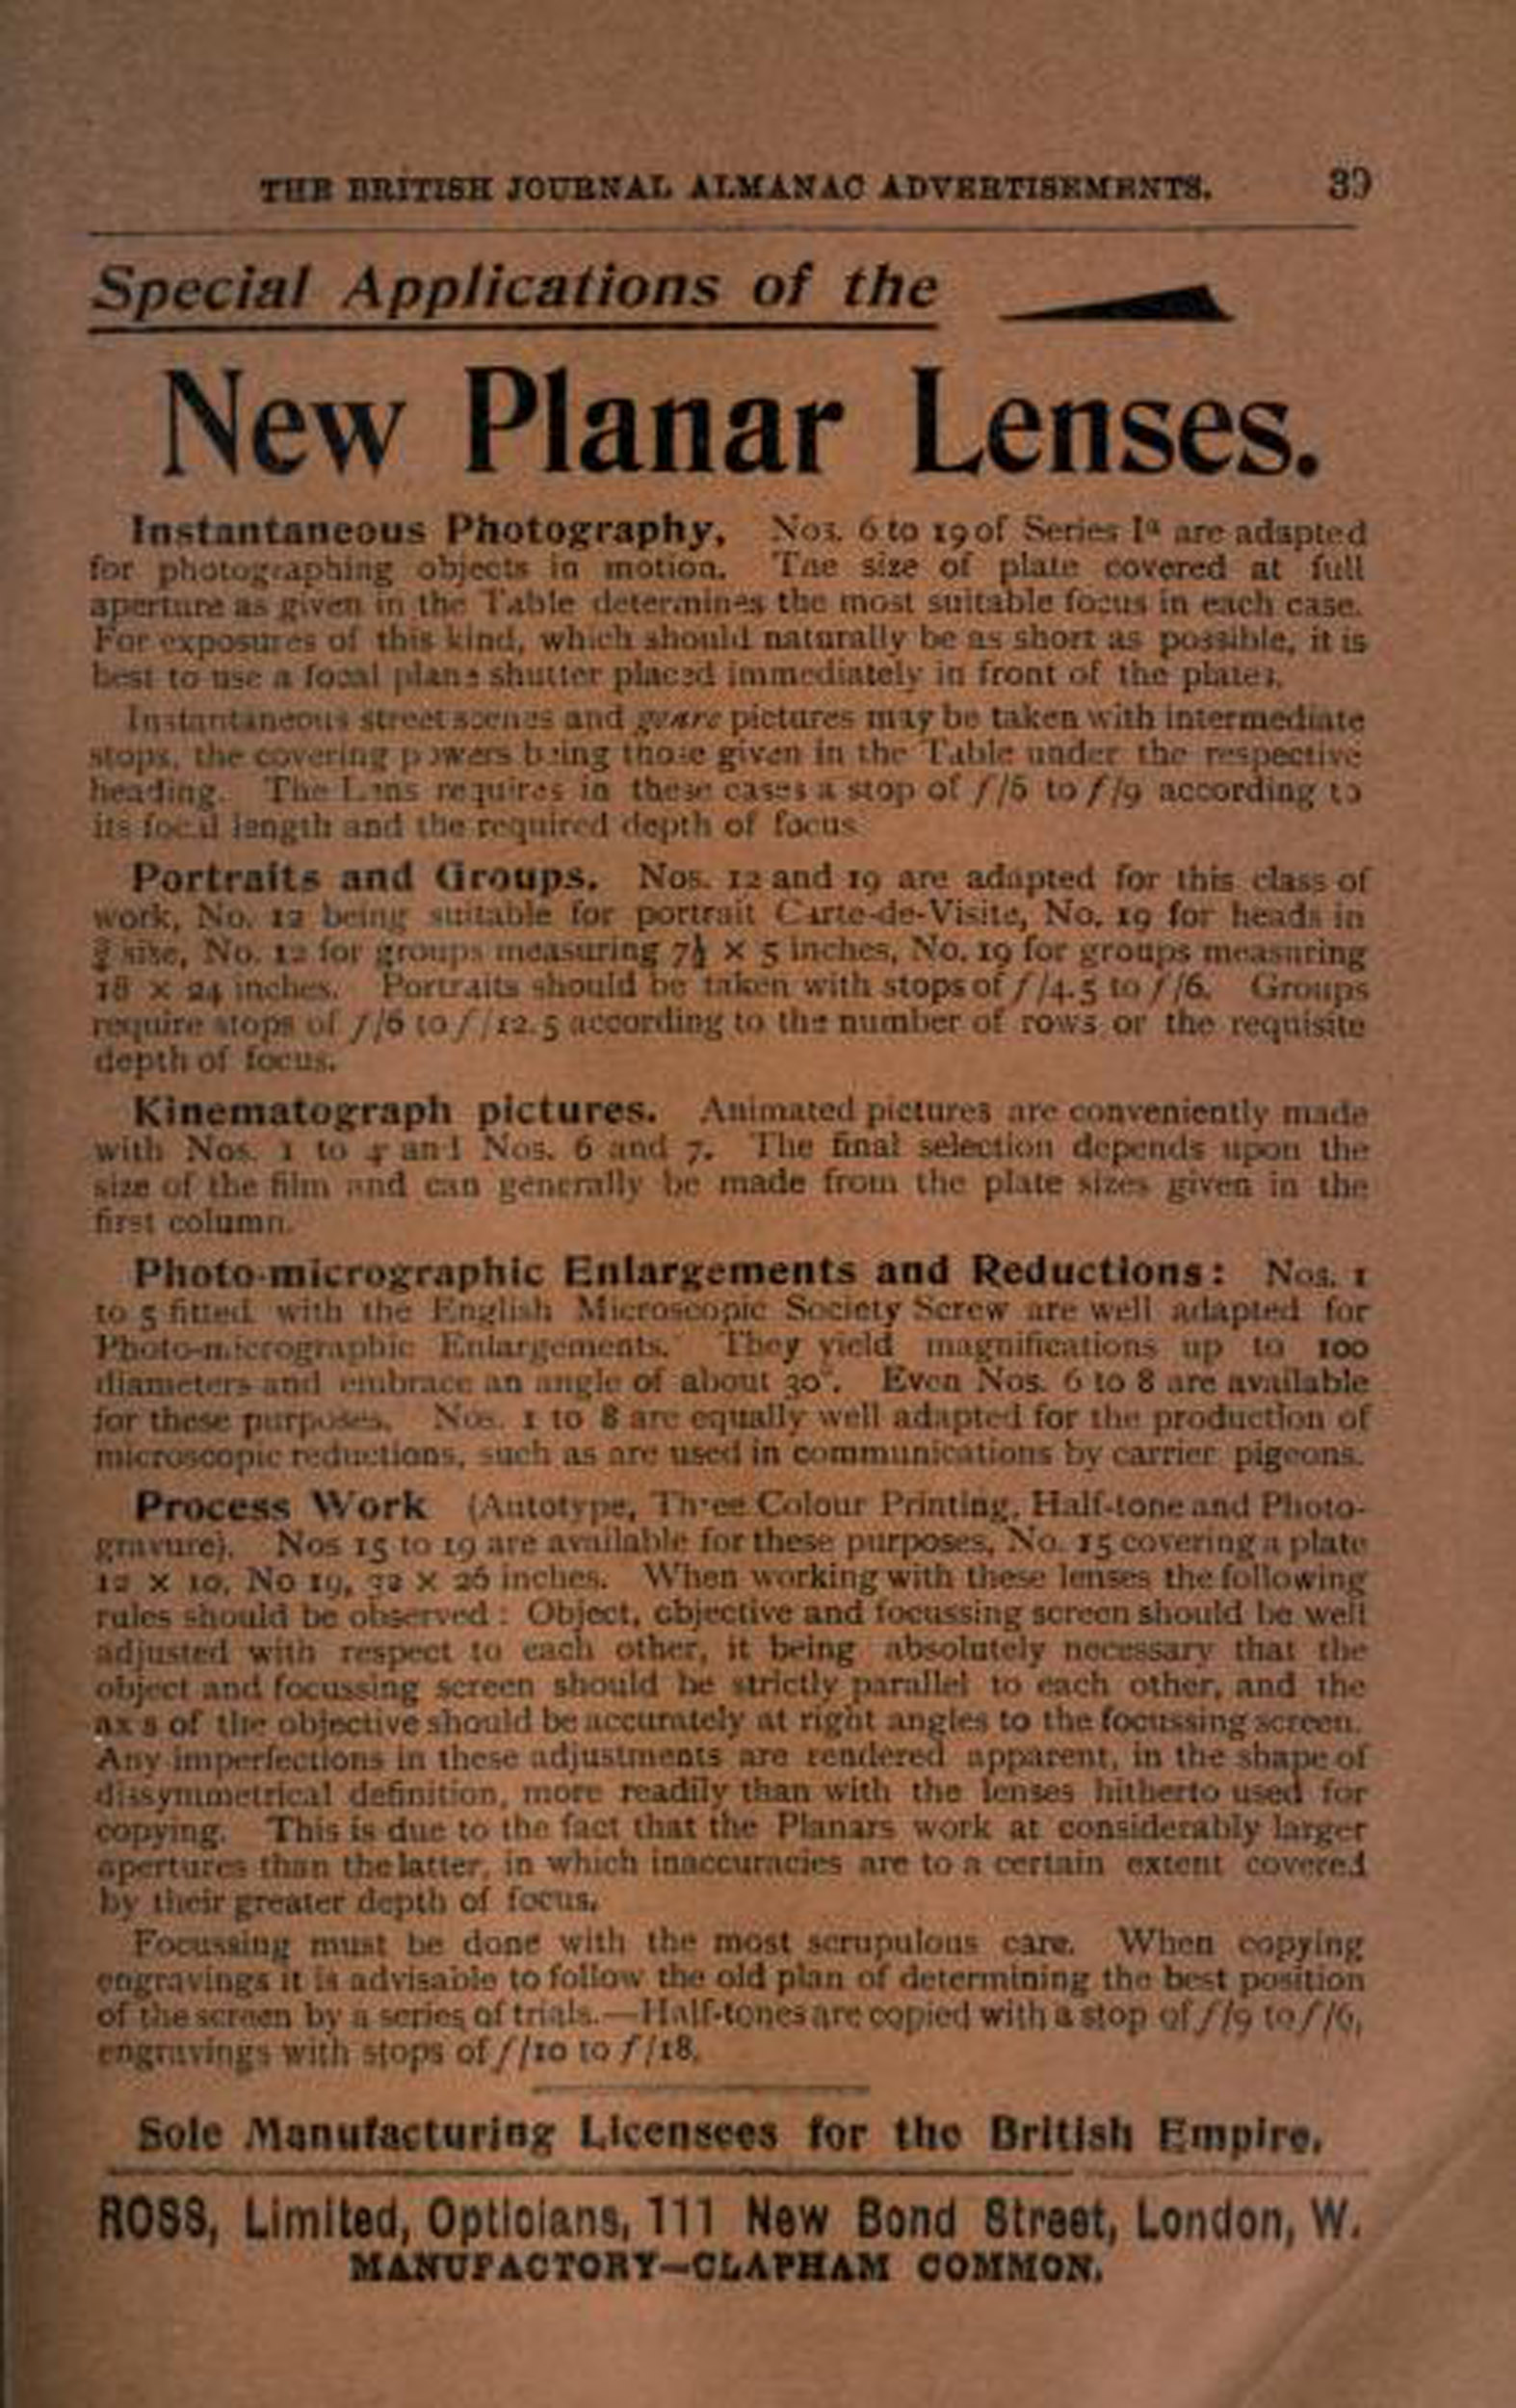 THE BRITISH JOURNAL ALMANAC ADVERTISEMENTS. 39
Special Applications of the
New Planar Lenses.
Instantaneous Photography. Nos. 6 to 19 of Series Iª are adapted
for photographing objects in motion. The size of plate covered at full
aperture as given in the Table determines the most suitable focus in each case.
For exposures of this kind, which should naturally be as short as possible, it is
best to use a focal plane shutter placed immediately in front of the plates.
Instantaneous street scenes and genre pictures may be taken with intermediate
stops, the covering powers being those given in the Table under the respective
heading. The Lens requires in these cases a stop of f/6 to f/9 according to
its focal length and the required depth of focus
Portraits and Groups. Nos. 12 and 19 are adapted for this class of
work, No. 12 being suitable for portrait Carte-de-Visite, No. 19 for heads in
size, No. 12 for groups measuring 7½ × 5 inches, No. 19 for groups measuring
18 × 24 inches. Portraits should be taken with stops of f/4.5 to f/6. Groups
require stops of f/6 to f/12.5 according to the number of rows or the requisite
depth of focus.
Kinematograph pictures. Animated pictures are conveniently made
with Nos. 1 to 4 and Nos. 6 and 7. The final selection depends upon the
size of the film and can generally be made from the plate sizes given in the
first column.
Photo-micrographic Enlargements and Reductions: Nos. 1
to 5 fitted with the English Microscopic Society Screw are well adapted for
Photo-micrographic Enlargements. They yield magnifications up to 100
diameters and embrace an angle of about 30°. Even Nos. 6 to 8 are available
for these purposes. Nos. 1 to 8 are equally well adapted for the production of
microscopic reductions, such as are used in communications by carrier pigeons.
Process Work (Autotype, Three Colour Printing, Half-tone and Photo-
gravure). Nos 15 to 19 are available for these purposes, No. 15 covering a plate
12 × 10, No 19, 32 × 26 inches. When working with these lenses the following
rules should be observed : Object, objective and focussing screen should be well
adjusted with respect to each other, it being absolutely necessary that the
object and focussing screen should be strictly parallel to each other, and the
axis of the objective should be accurately at right angles to the focussing screen.
Any imperfections in these adjustments are rendered apparent, in the shape of
dissymmetrical definition, more readily than with the lenses hitherto used for
copying. This is due to the fact that the Planars work at considerably larger
apertures than the latter, in which inaccuracies are to a certain extent covered
by their greater depth of focus.
Focussing must be done with the most scrupulous care. When copying
engravings it is advisable to follow the old plan of determining the best position
of the screen by a series of trials.—Half-tones are copied with a stop of f/9 to f/6,
engravings with stops of f/10 to f/18.
Sole Manufacturing Licensees for the British Empire.
ROSS, Limited, Opticians, 111 New Bond Street, London, W.
MANUFACTORY—CLAPHAM COMMON.